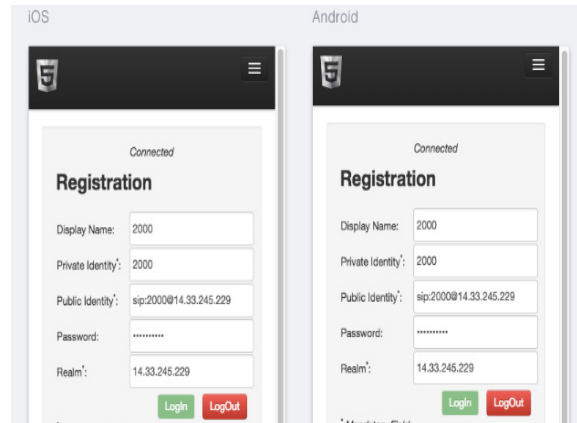 iOS
5
Connected
Registration
Display Name: 2000
Private Identity*: 2000
Public Identity*: sip:2000@14.33.245.229
Password: ··········
Realm*: 14.33.245.229
LogIn LogOut
Android
5
Connected
Registration
Display Name: 2000
Private Identity*: 2000
Public Identity*: sip:2000@14.33.245.229
Password: ··········
Realm*: 14.33.245.229
LogIn LogOut